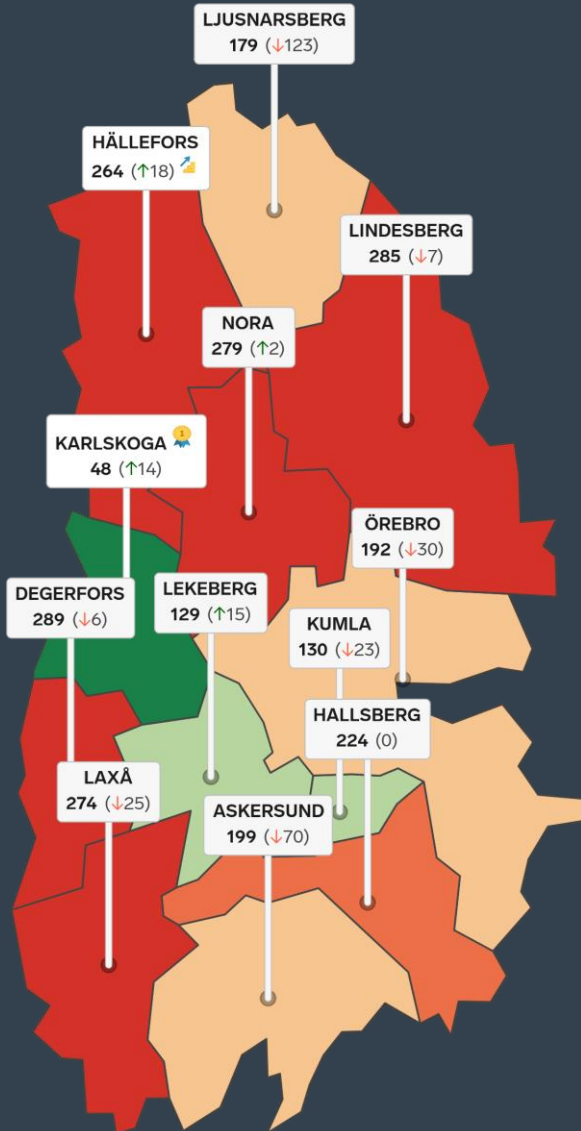 LJUSNARSBERG
179 (↓123)
HÄLLEFORS
264 (↑18)
LINDESBERG
285 (↓7)
NORA
279 (↑2)
KARLSKOGA 1
48 (↑14)
ÖREBRO
192 (↓30)
DEGERFORS
289 (↓6)
LEKEBERG
129 (↑15)
KUMLA
130 (↓23)
HALLSBERG
224 (0)
LAXÅ
274 (↓25)
ASKERSUND
199 (↓70)